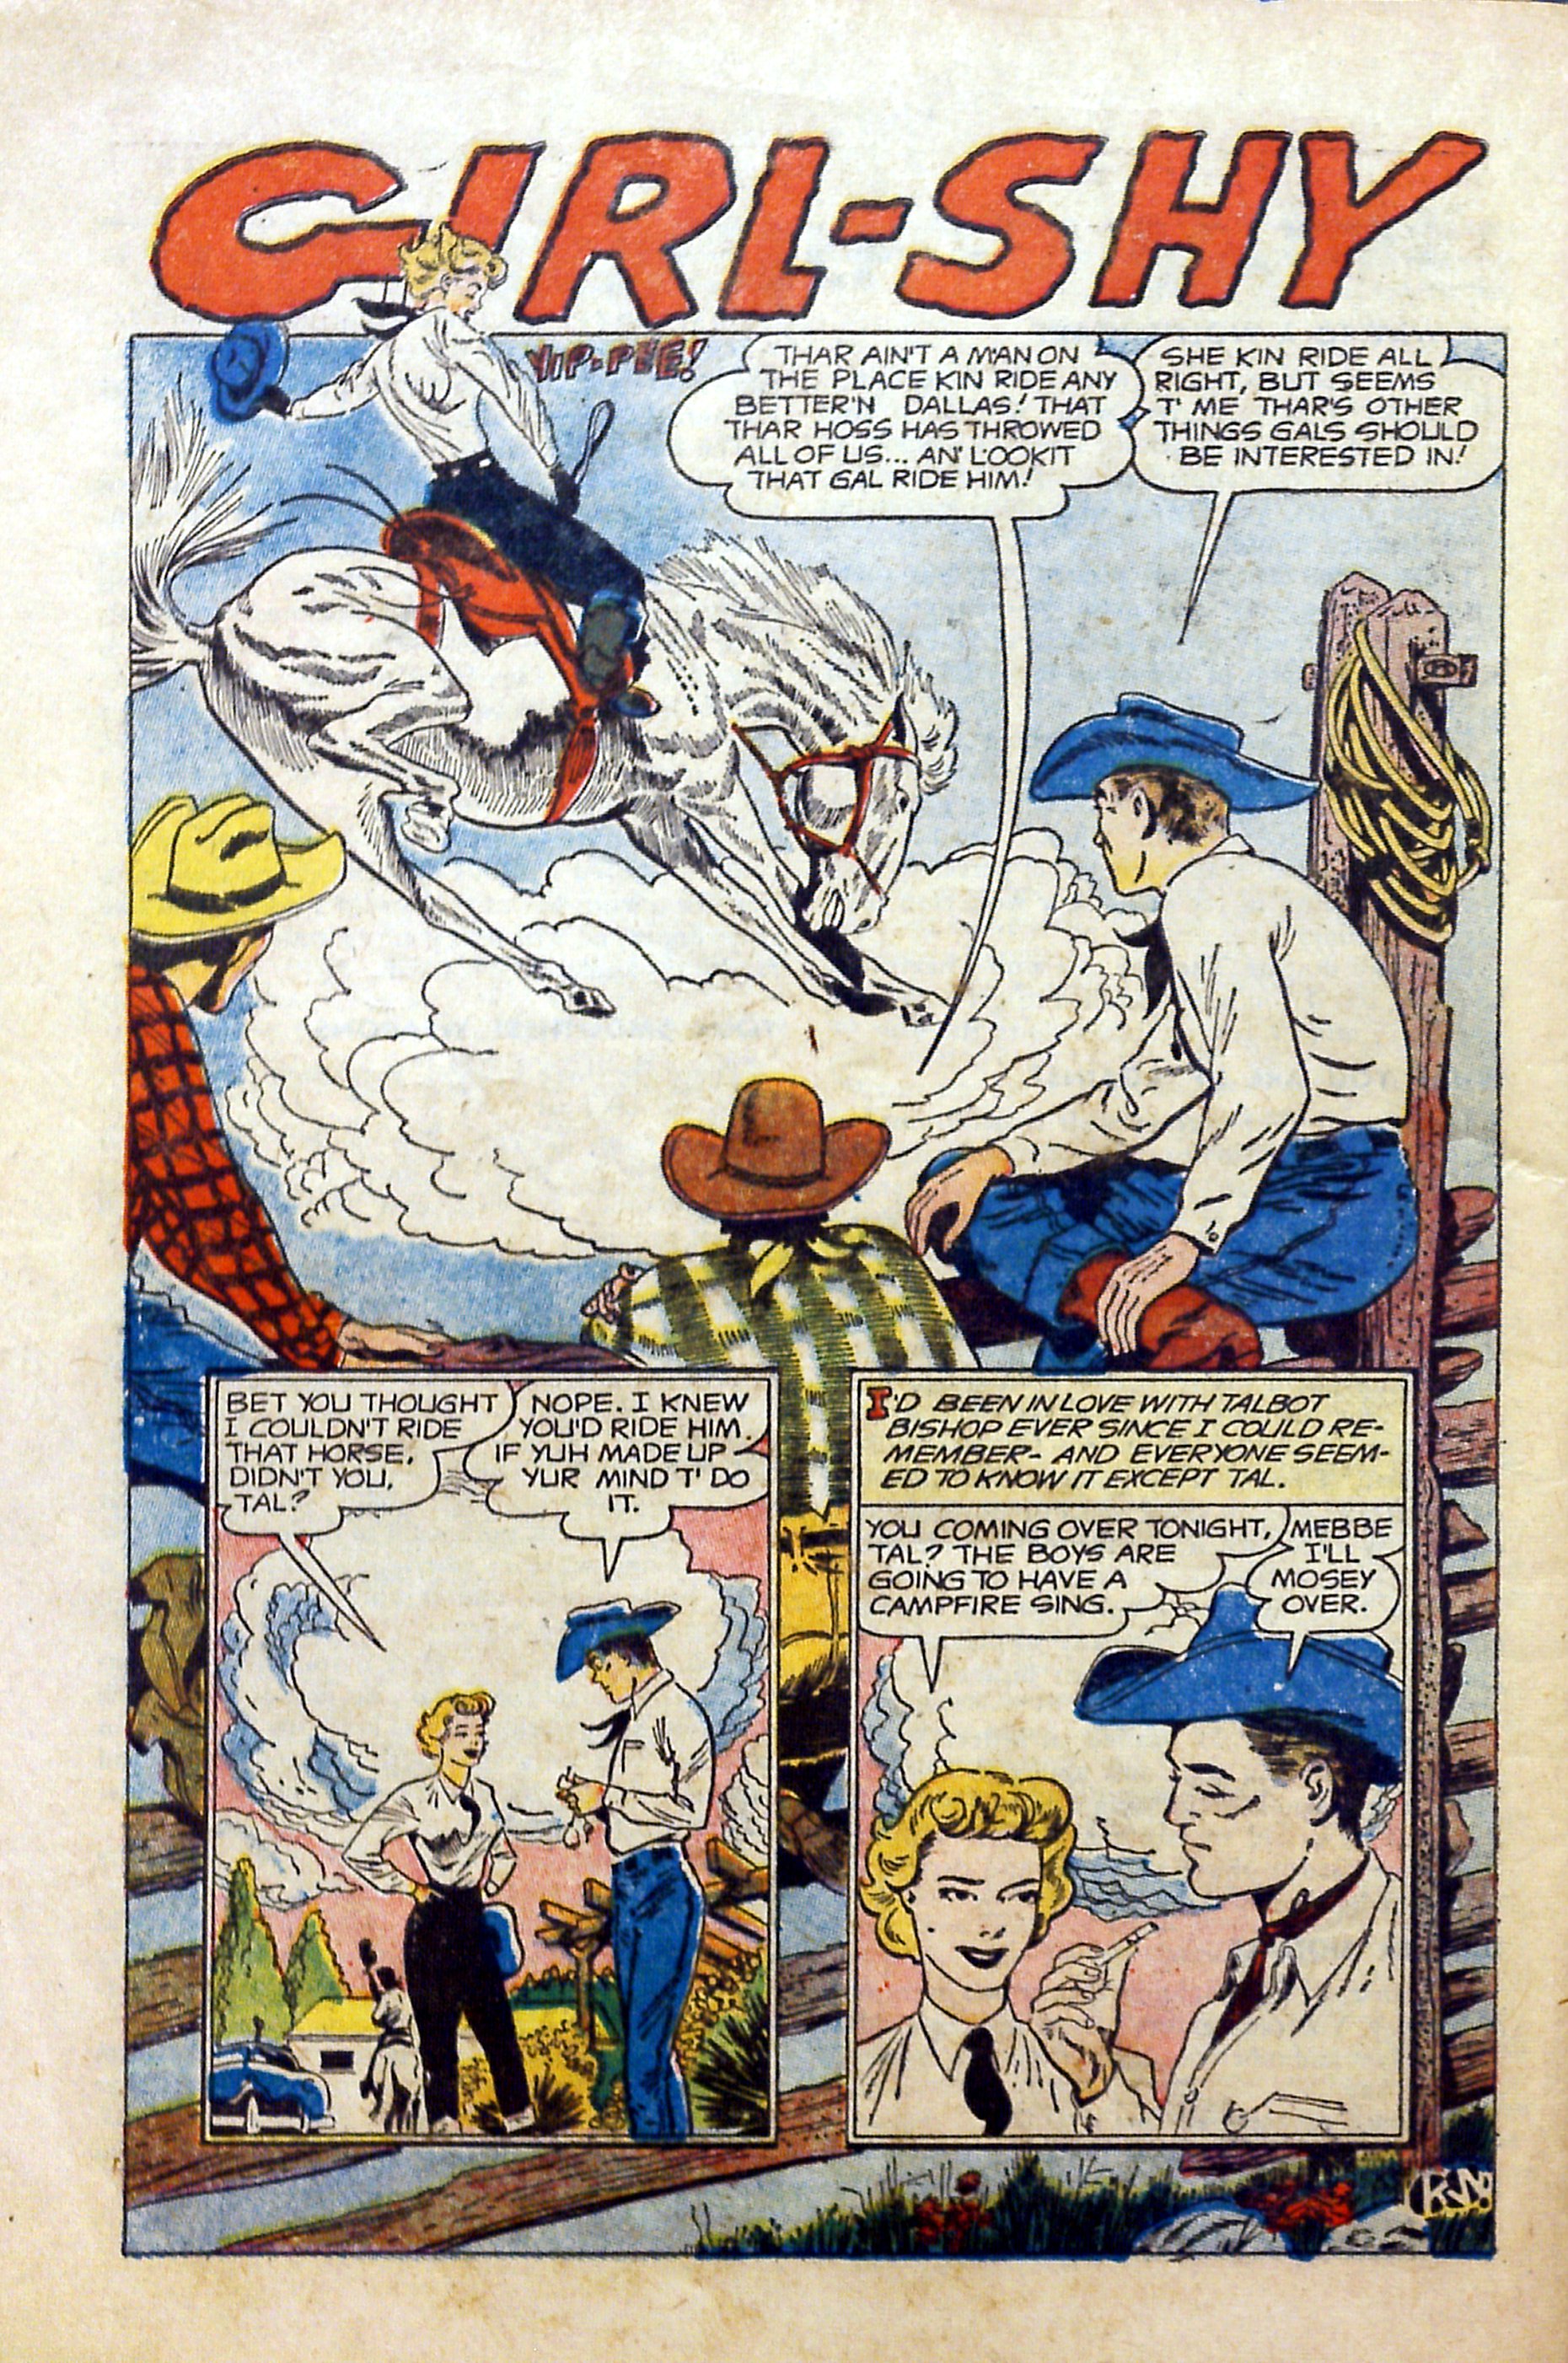 GIRL-SHY
YIP-PEE!
THAR AIN'T A MAN ON
THE PLACE KIN RIDE ANY
BETTER'N DALLAS! THAT
THAR HOSS HAS THROWED
ALL OF US... AN' LOOKIT
THAT GAL RIDE HIM!
SHE KIN RIDE ALL
RIGHT, BUT SEEMS
T' ME THAR'S OTHER
THINGS GALS SHOULD
BE INTERESTED IN!
BET YOU THOUGHT
I COULDN'T RIDE
THAT HORSE,
DIDN'T YOU,
TAL?
NOPE. I KNEW
YOU'D RIDE HIM.
IF YUH MADE UP
YUR MIND T' DO
IT.
I'D BEEN IN LOVE WITH TALBOT
BISHOP EVER SINCE I COULD RE-
MEMBER- AND EVERYONE SEEM-
ED TO KNOW IT EXCEPT TAL.
YOU COMING OVER TONIGHT,
TAL? THE BOYS ARE
GOING TO HAVE A
CAMPFIRE SING.
MEBBE
I'LL
MOSEY
OVER.